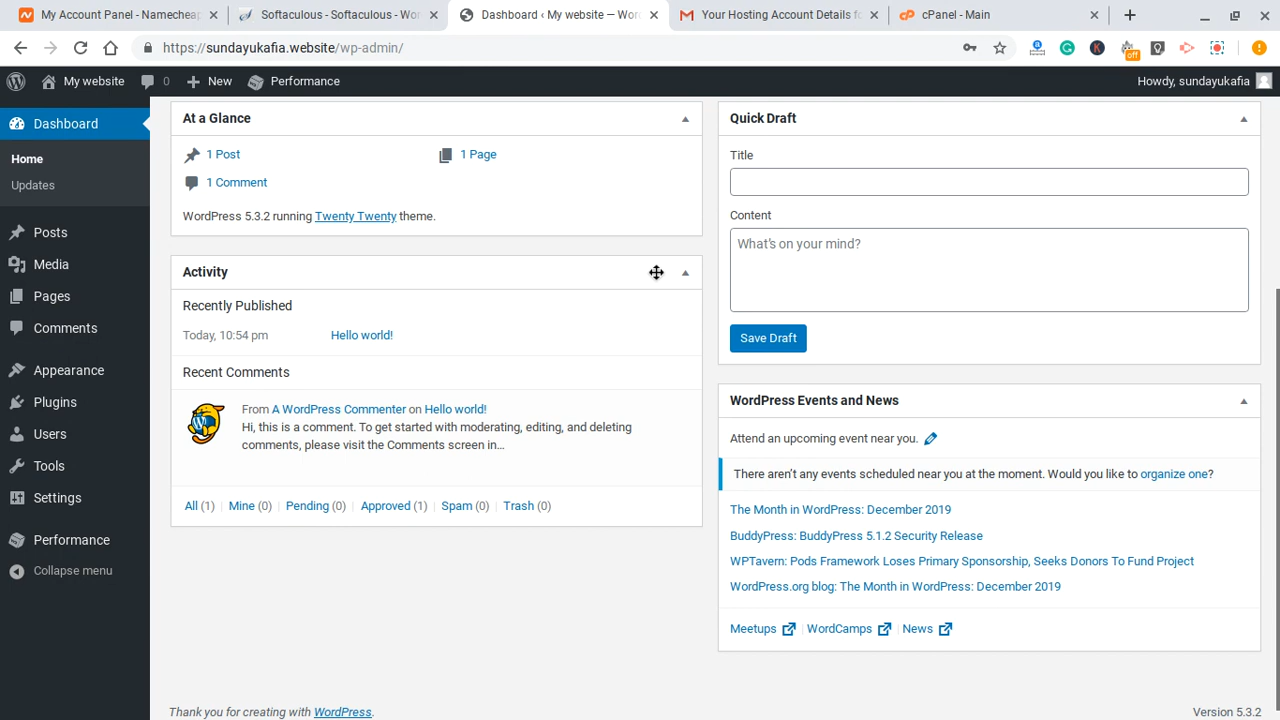 My Account Panel - Namecheap
Softaculous - Softaculous - Wor
Dashboard ‹ My website — Wor
Your Hosting Account Details fo
cPanel - Main
https://sundayukafia.website/wp-admin/
off
My website
0
New
Performance
Howdy, sundayukafia
Dashboard
Home
Updates
Posts
Media
Pages
Comments
Appearance
Plugins
Users
Tools
Settings
Performance
Collapse menu
At a Glance
1 Post
1 Page
1 Comment
WordPress 5.3.2 running Twenty Twenty theme.
Activity
Recently Published
Today, 10:54 pm Hello world!
Recent Comments
From A WordPress Commenter on Hello world!
Hi, this is a comment. To get started with moderating, editing, and deleting
comments, please visit the Comments screen in…
All (1) | Mine (0) | Pending (0) | Approved (1) | Spam (0) | Trash (0)
Quick Draft
Title
Content
What's on your mind?
Save Draft
WordPress Events and News
Attend an upcoming event near you.
There aren't any events scheduled near you at the moment. Would you like to organize one?
The Month in WordPress: December 2019
BuddyPress: BuddyPress 5.1.2 Security Release
WPTavern: Pods Framework Loses Primary Sponsorship, Seeks Donors To Fund Project
WordPress.org blog: The Month in WordPress: December 2019
Meetups | WordCamps | News
Thank you for creating with WordPress.
Version 5.3.2